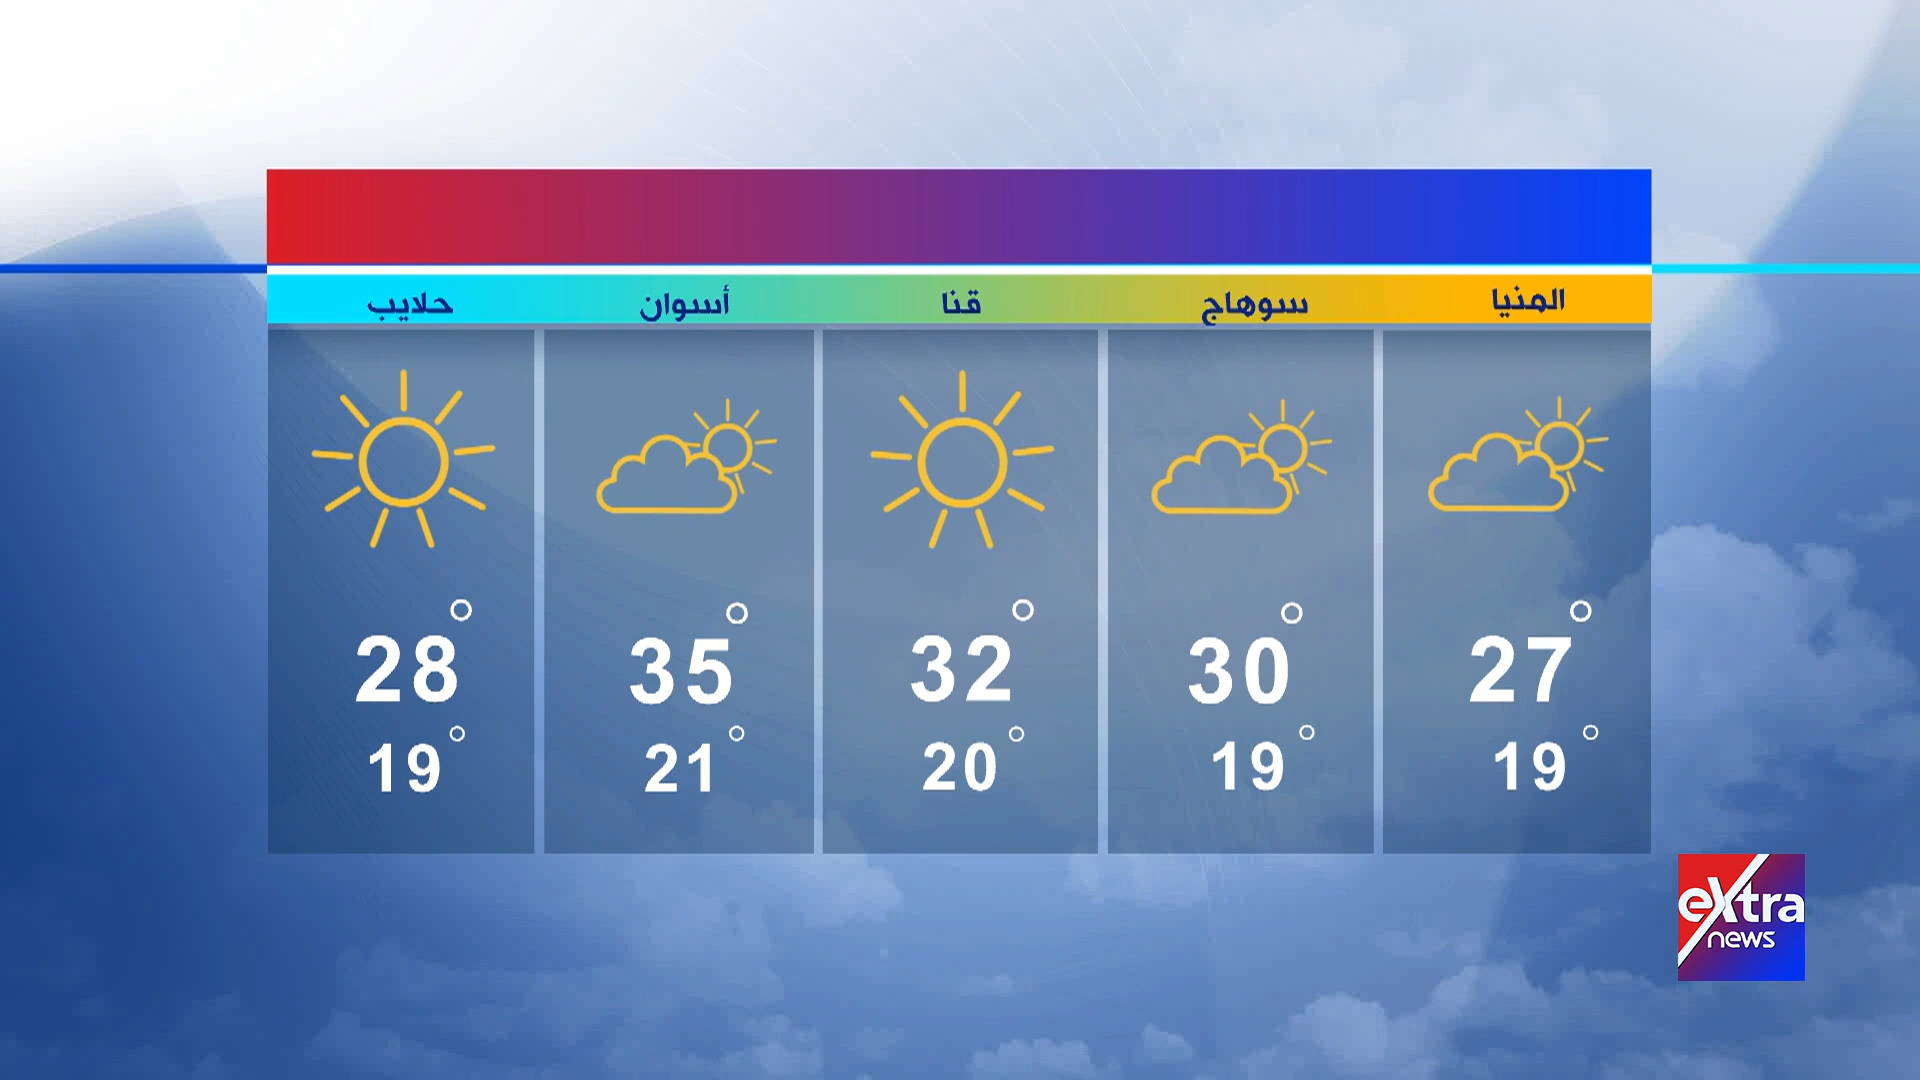 المنيا سوهاج قنا أسوان حلايب
27° 30° 32° 35° 28°
19° 19° 20° 21° 19°
eXtra
news